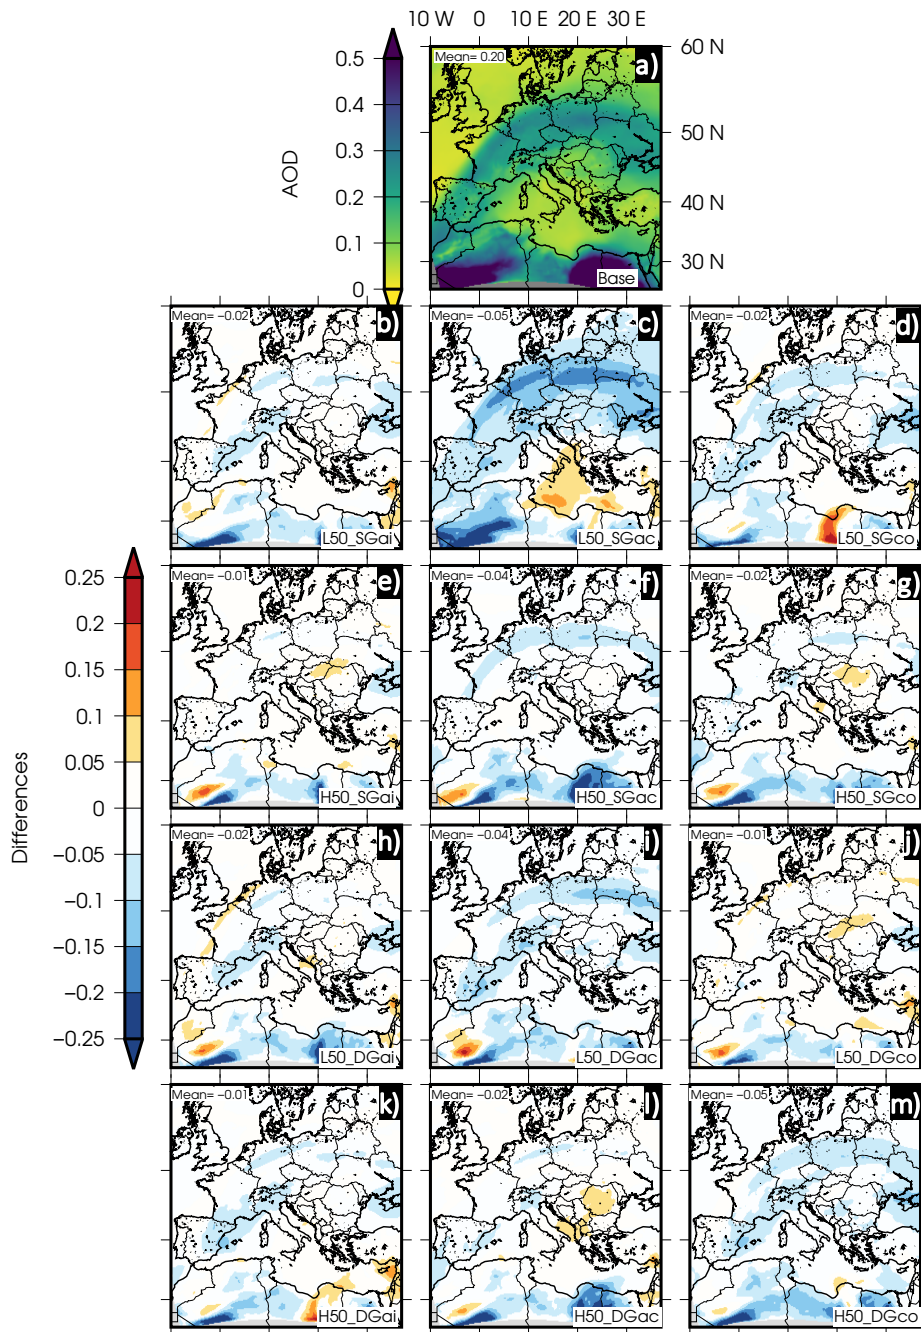 10 W 0 10 E 20 E 30 E
Mean= 0.20
a)
60 N
50 N
40 N
30 N
0.5
0.4
0.3
0.2
0.1
0
AOD
Base
Mean= −0.02
b)
L50_SGai
Mean= −0.05
c)
L50_SGac
Mean= −0.02
d)
L50_SGco
0.25
0.2
0.15
0.1
0.05
0
−0.05
−0.1
−0.15
−0.2
−0.25
Differences
Mean= −0.01
e)
H50_SGai
Mean= −0.04
f)
H50_SGac
Mean= −0.02
g)
H50_SGco
Mean= −0.02
h)
L50_DGai
Mean= −0.04
i)
L50_DGac
Mean= −0.01
j)
L50_DGco
Mean= −0.01
k)
H50_DGai
Mean= −0.02
l)
H50_DGac
Mean= −0.05
m)
H50_DGco